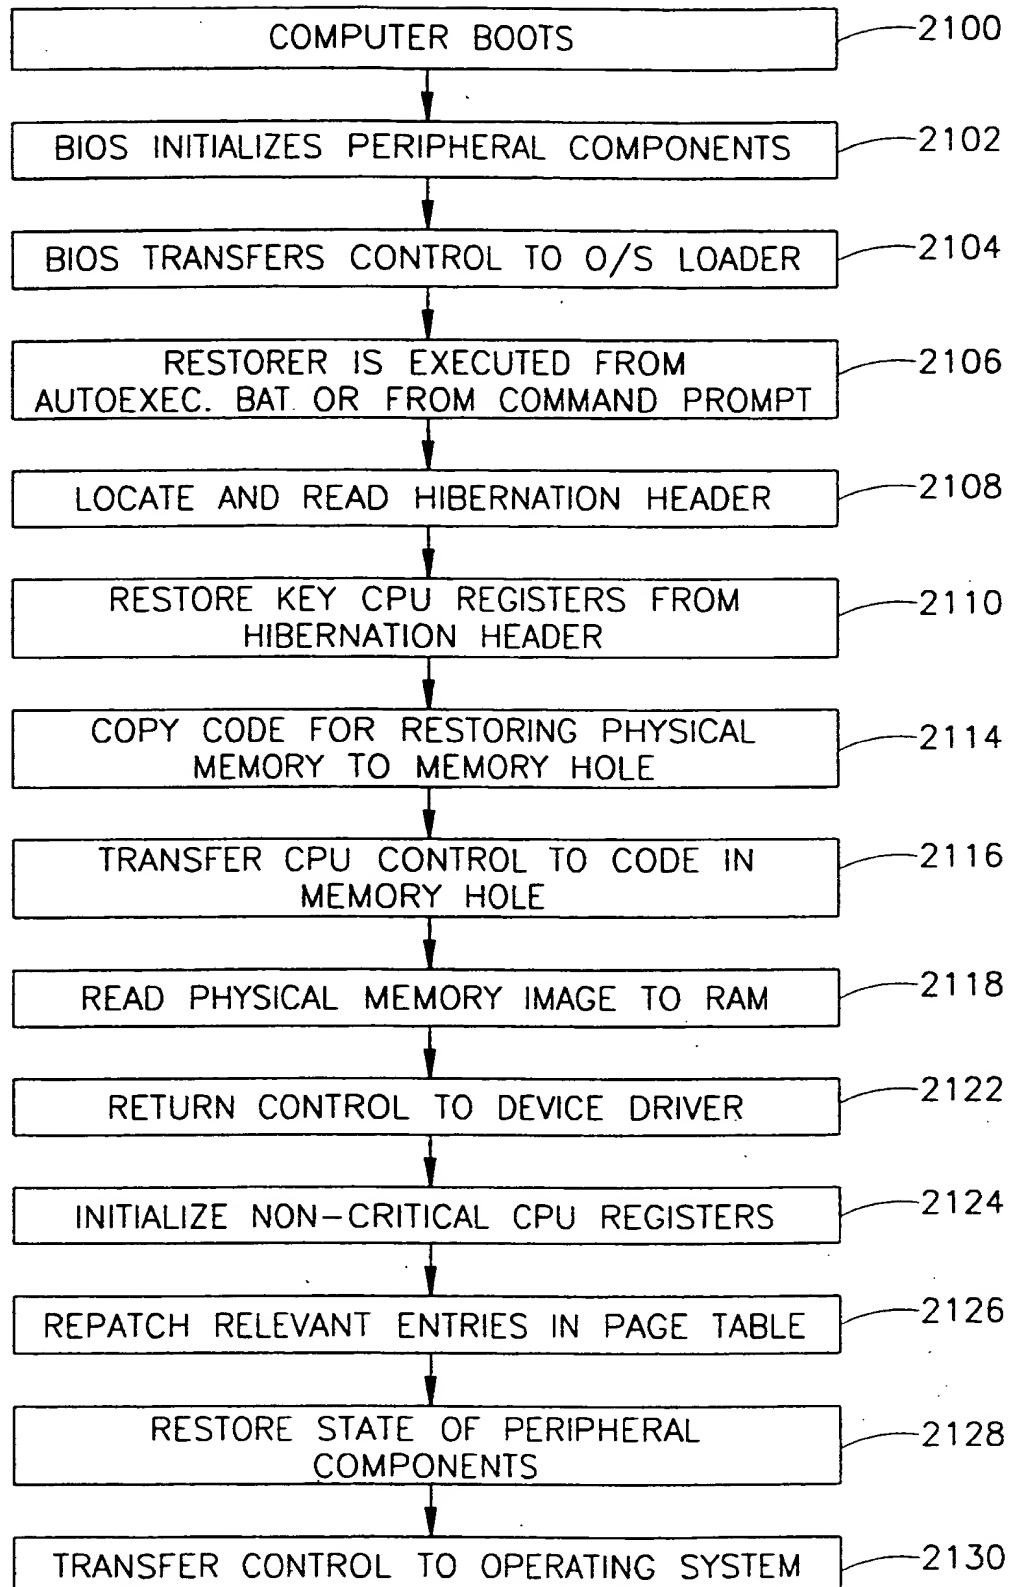 COMPUTER BOOTS
2100
BIOS INITIALIZES PERIPHERAL COMPONENTS
2102
BIOS TRANSFERS CONTROL TO O/S LOADER
2104
RESTORER IS EXECUTED FROM
AUTOEXEC. BAT. OR FROM COMMAND PROMPT
2106
LOCATE AND READ HIBERNATION HEADER
2108
RESTORE KEY CPU REGISTERS FROM
HIBERNATION HEADER
2110
COPY CODE FOR RESTORING PHYSICAL
MEMORY TO MEMORY HOLE
2114
TRANSFER CPU CONTROL TO CODE IN
MEMORY HOLE
2116
READ PHYSICAL MEMORY IMAGE TO RAM
2118
RETURN CONTROL TO DEVICE DRIVER
2122
INITIALIZE NON-CRITICAL CPU REGISTERS
2124
REPATCH RELEVANT ENTRIES IN PAGE TABLE
2126
RESTORE STATE OF PERIPHERAL
COMPONENTS
2128
TRANSFER CONTROL TO OPERATING SYSTEM
2130